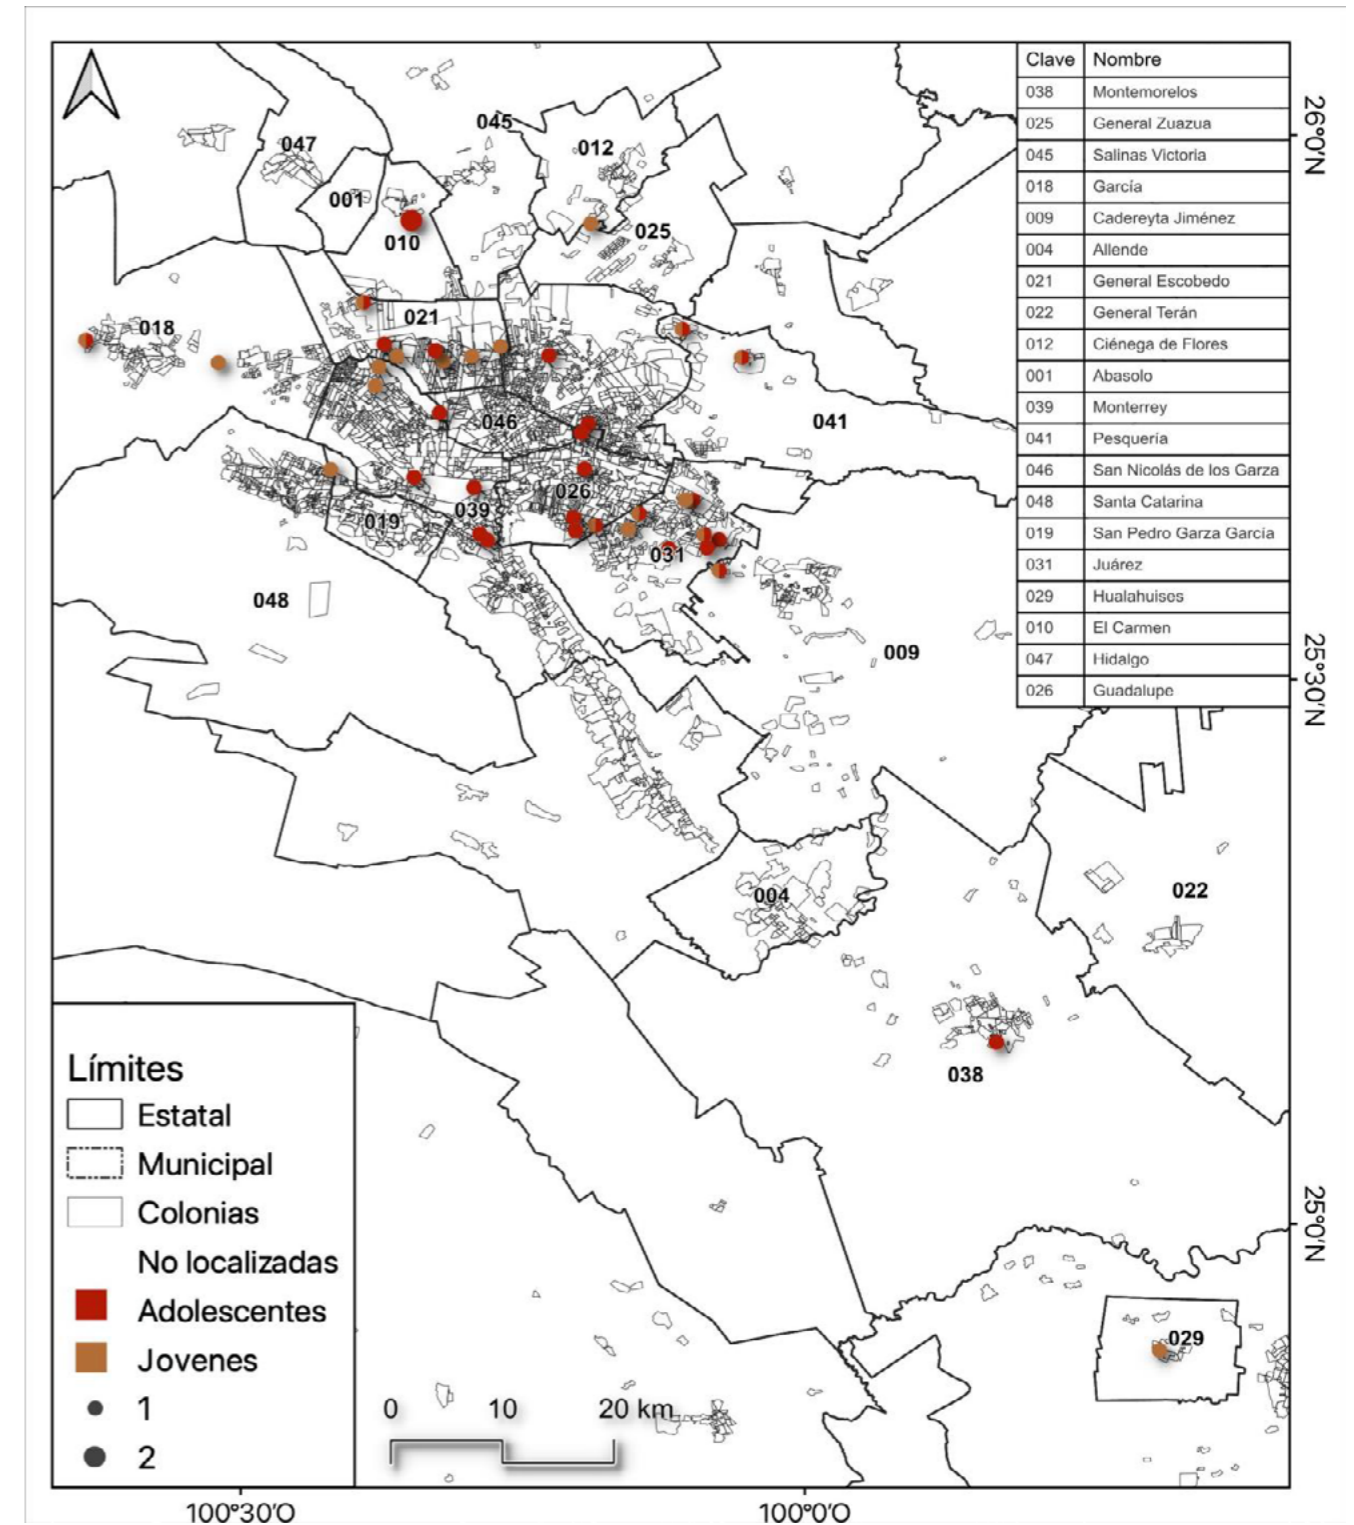 Clave Nombre
038 Montemorelos
025 General Zuazua
045 Salinas Victoria
018 García
009 Cadereyta Jiménez
004 Allende
021 General Escobedo
022 General Terán
012 Ciénega de Flores
001 Abasolo
039 Monterrey
041 Pesquería
046 San Nicolás de los Garza
048 Santa Catarina
019 San Pedro Garza García
031 Juárez
029 Hualahuises
010 El Carmen
047 Hidalgo
026 Guadalupe
26°0'N
25°30'N
25°0'N
045
047
012
001
010
025
018
021
041
046
026
019
039
031
048
009
004
022
038
029
Límites
Estatal
Municipal
Colonias
No localizadas
Adolescentes
Jovenes
1
2
0 10 20 km
100°30'O 100°0'O